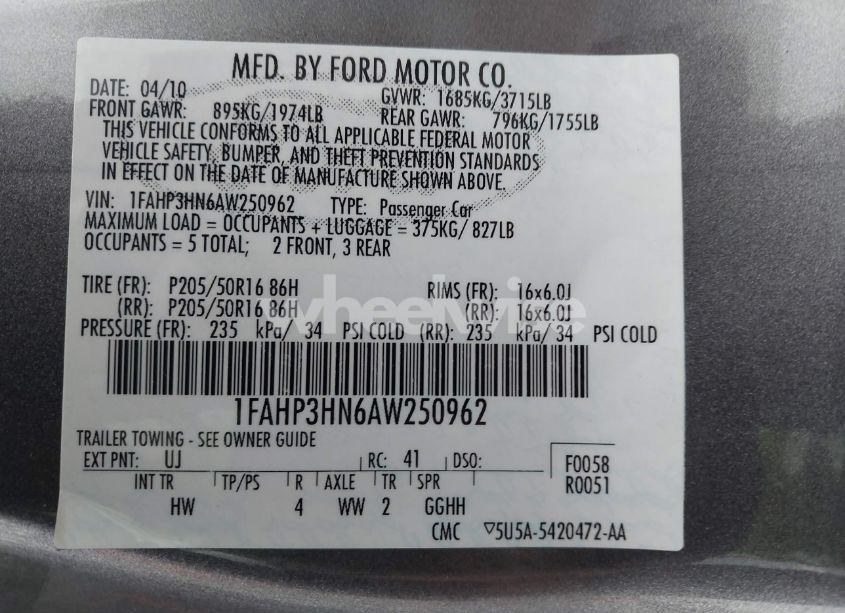 MFD. BY FORD MOTOR CO.
DATE: 04/10 GVWR: 1685KG/3715LB
FRONT GAWR: 895KG/1974LB REAR GAWR: 796KG/1755LB
THIS VEHICLE CONFORMS TO ALL APPLICABLE FEDERAL MOTOR
VEHICLE SAFETY, BUMPER, AND THEFT PREVENTION STANDARDS
IN EFFECT ON THE DATE OF MANUFACTURE SHOWN ABOVE.
VIN: 1FAHP3HN6AW250962 TYPE: Passenger Car
MAXIMUM LOAD = OCCUPANTS + LUGGAGE = 375KG/ 827LB
OCCUPANTS = 5 TOTAL; 2 FRONT, 3 REAR
TIRE (FR): P205/50R16 86H RIMS (FR): 16x6.0J
(RR): P205/50R16 86H (RR): 16x6.0J
wheelwise
PRESSURE (FR): 235 kPa/ 34 PSI COLD (RR): 235 kPa/ 34 PSI COLD
1FAHP3HN6AW250962
TRAILER TOWING - SEE OWNER GUIDE
EXT PNT: UJ RC: 41 DSO: F0058
INT TR TP/PS R AXLE TR SPR R0051
HW 4 WW 2 GGHH
CMC ▽5U5A-5420472-AA